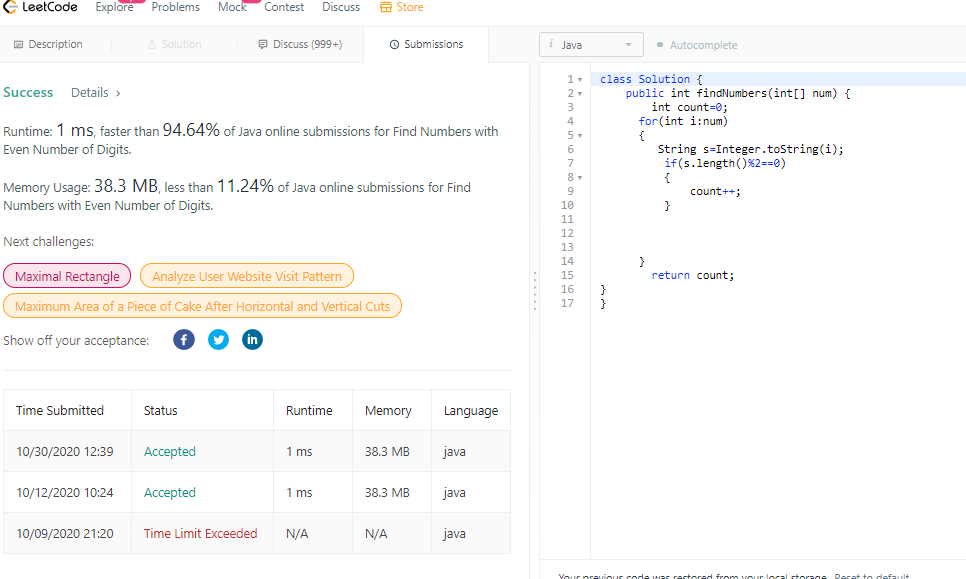 LeetCode Explore Problems Mock Contest Discuss Store
Description Solution Discuss (999+) Submissions
i Java Autocomplete
Success Details >
Runtime: 1 ms, faster than 94.64% of Java online submissions for Find Numbers with
Even Number of Digits.
Memory Usage: 38.3 MB, less than 11.24% of Java online submissions for Find
Numbers with Even Number of Digits.
Next challenges:
Maximal Rectangle Analyze User Website Visit Pattern
Maximum Area of a Piece of Cake After Horizontal and Vertical Cuts
Show off your acceptance:
Time Submitted Status Runtime Memory Language
10/30/2020 12:39 Accepted 1 ms 38.3 MB java
10/12/2020 10:24 Accepted 1 ms 38.3 MB java
10/09/2020 21:20 Time Limit Exceeded N/A N/A java
1 class Solution {
2 public int findNumbers(int[] num) {
3 int count=0;
4 for(int i:num)
5 {
6 String s=Integer.toString(i);
7 if(s.length()%2==0)
8 {
9 count++;
10 }
11
12
13
14 }
15 return count;
16 }
17 }
Your previous code was restored from your local storage. Reset to default